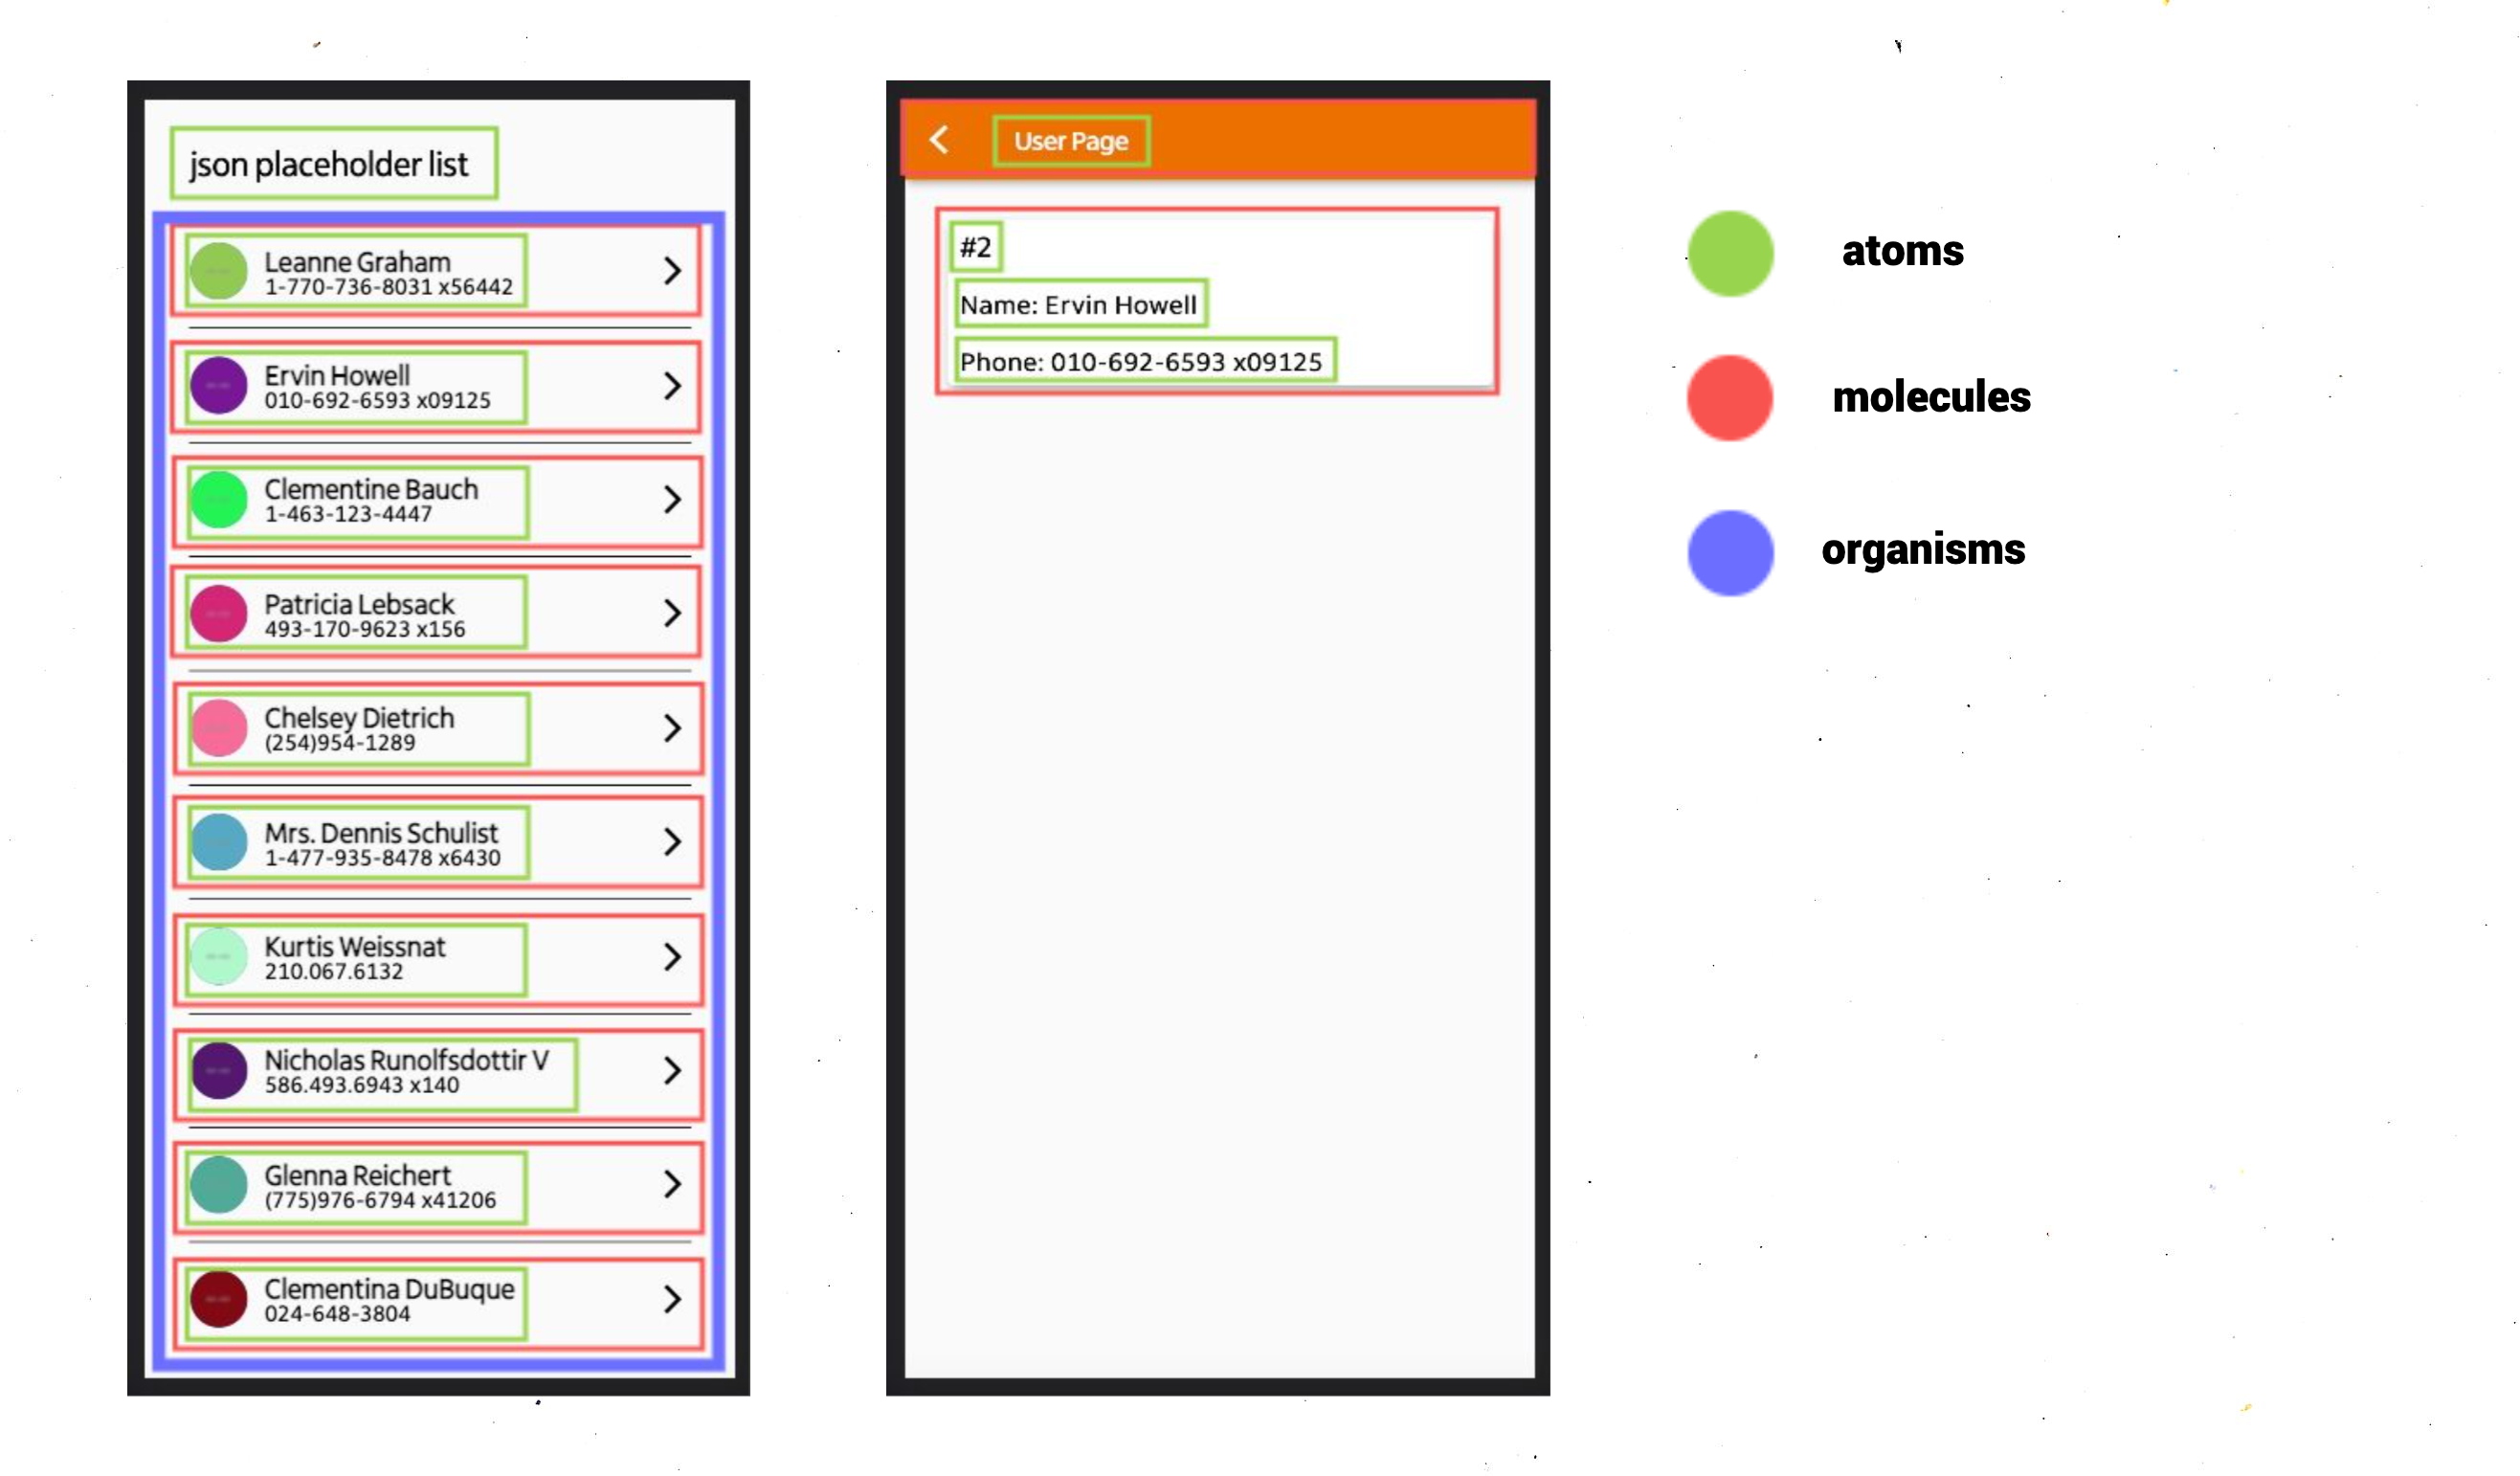 json placeholder list
Leanne Graham
1-770-736-8031 x56442
Ervin Howell
010-692-6593 x09125
Clementine Bauch
1-463-123-4447
Patricia Lebsack
493-170-9623 x156
Chelsey Dietrich
(254)954-1289
Mrs. Dennis Schulist
1-477-935-8478 x6430
Kurtis Weissnat
210.067.6132
Nicholas Runolfsdottir V
586.493.6943 x140
Glenna Reichert
(775)976-6794 x41206
Clementina DuBuque
024-648-3804
User Page
#2
Name: Ervin Howell
Phone: 010-692-6593 x09125
atoms
molecules
organisms